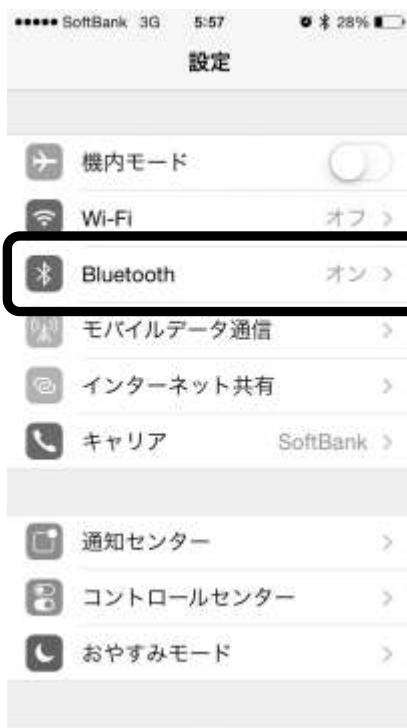 ●●●●● SoftBank 3G 5:57 28%
設定
機内モード
Wi-Fi オフ
Bluetooth オン
モバイルデータ通信
インターネット共有
キャリア SoftBank
通知センター
コントロールセンター
おやすみモード